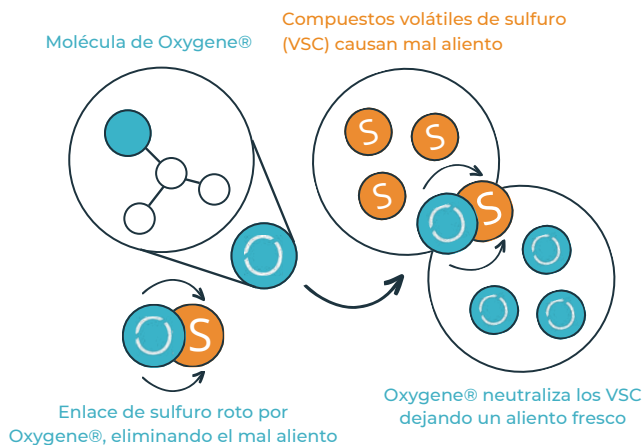 Molécula de Oxygene®
Compuestos volátiles de sulfuro
(VSC) causan mal aliento
S
S
S
S
S
Enlace de sulfuro roto por
Oxygene®, eliminando el mal aliento
Oxygene® neutraliza los VSC
dejando un aliento fresco